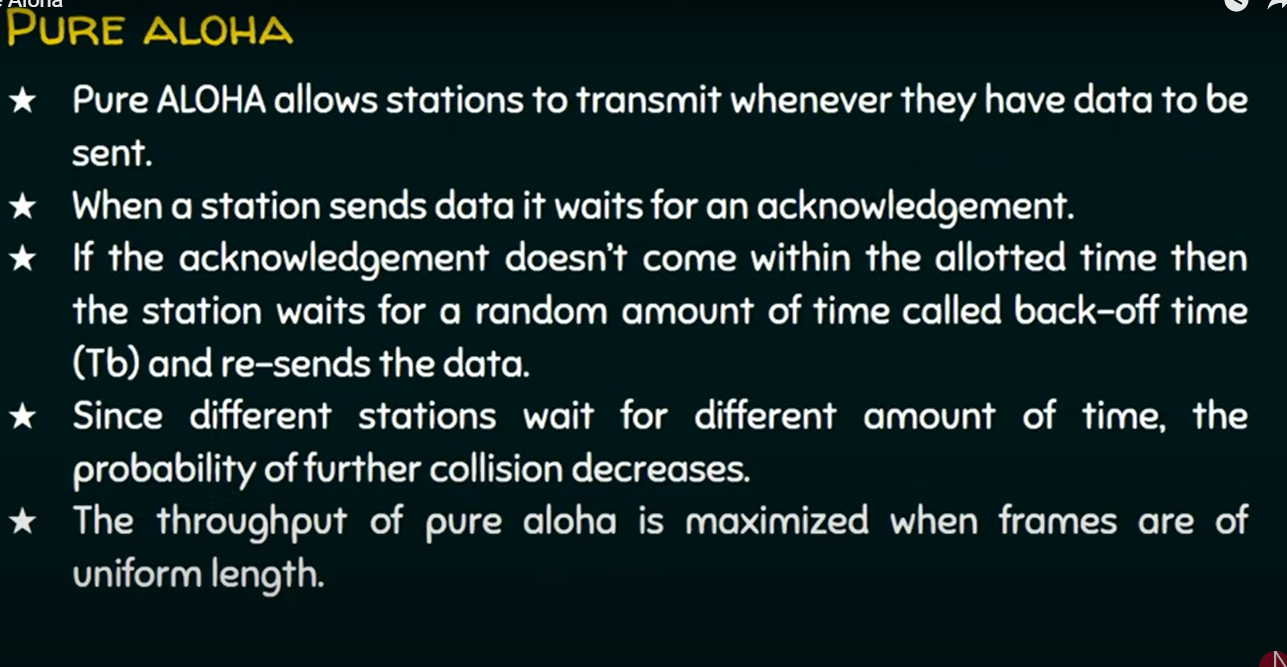 Aloha
PURE ALOHA
★ Pure ALOHA allows stations to transmit whenever they have data to be
sent.
★ When a station sends data it waits for an acknowledgement.
★ If the acknowledgement doesn't come within the allotted time then
the station waits for a random amount of time called back-off time
(Tb) and re-sends the data.
★ Since different stations wait for different amount of time, the
probability of further collision decreases.
★ The throughput of pure aloha is maximized when frames are of
uniform length.